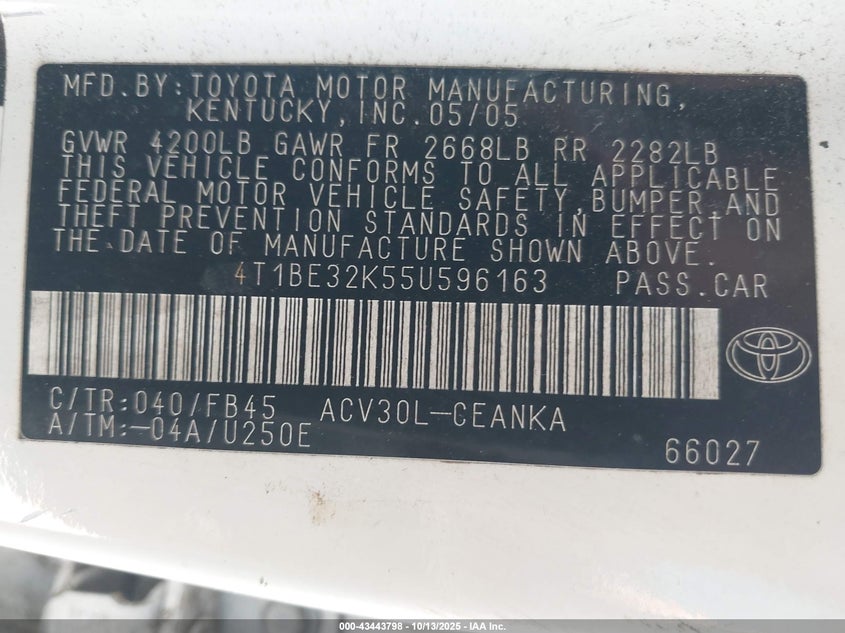 MFD.BY:TOYOTA MOTOR MANUFACTURING,
KENTUCKY,INC.05/05
GVWR 4200LB GAWR FR 2668LB RR 2282LB
THIS VEHICLE CONFORMS TO ALL APPLICABLE
FEDERAL MOTOR VEHICLE SAFETY,BUMPER AND
THEFT PREVENTION STANDARDS IN EFFECT ON
THE DATE OF MANUFACTURE SHOWN ABOVE.
4T1BE32K55U596163 PASS.CAR
C/TR:040/FB45 ACV30L-CEANKA
A/TM:-04A/U250E
66027
000-43443798 - 10/13/2025 - IAA Inc.